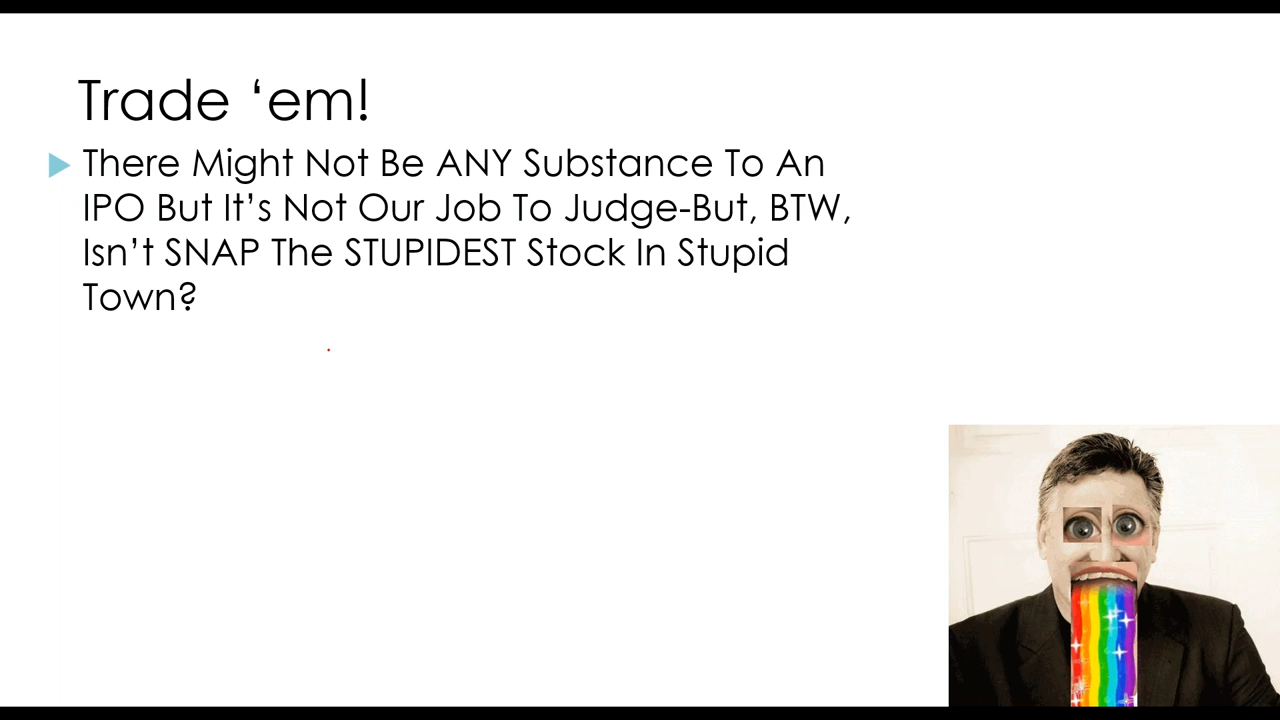 Trade ‘em!
There Might Not Be ANY Substance To An
IPO But It’s Not Our Job To Judge-But, BTW,
Isn’t SNAP The STUPIDEST Stock In Stupid
Town?